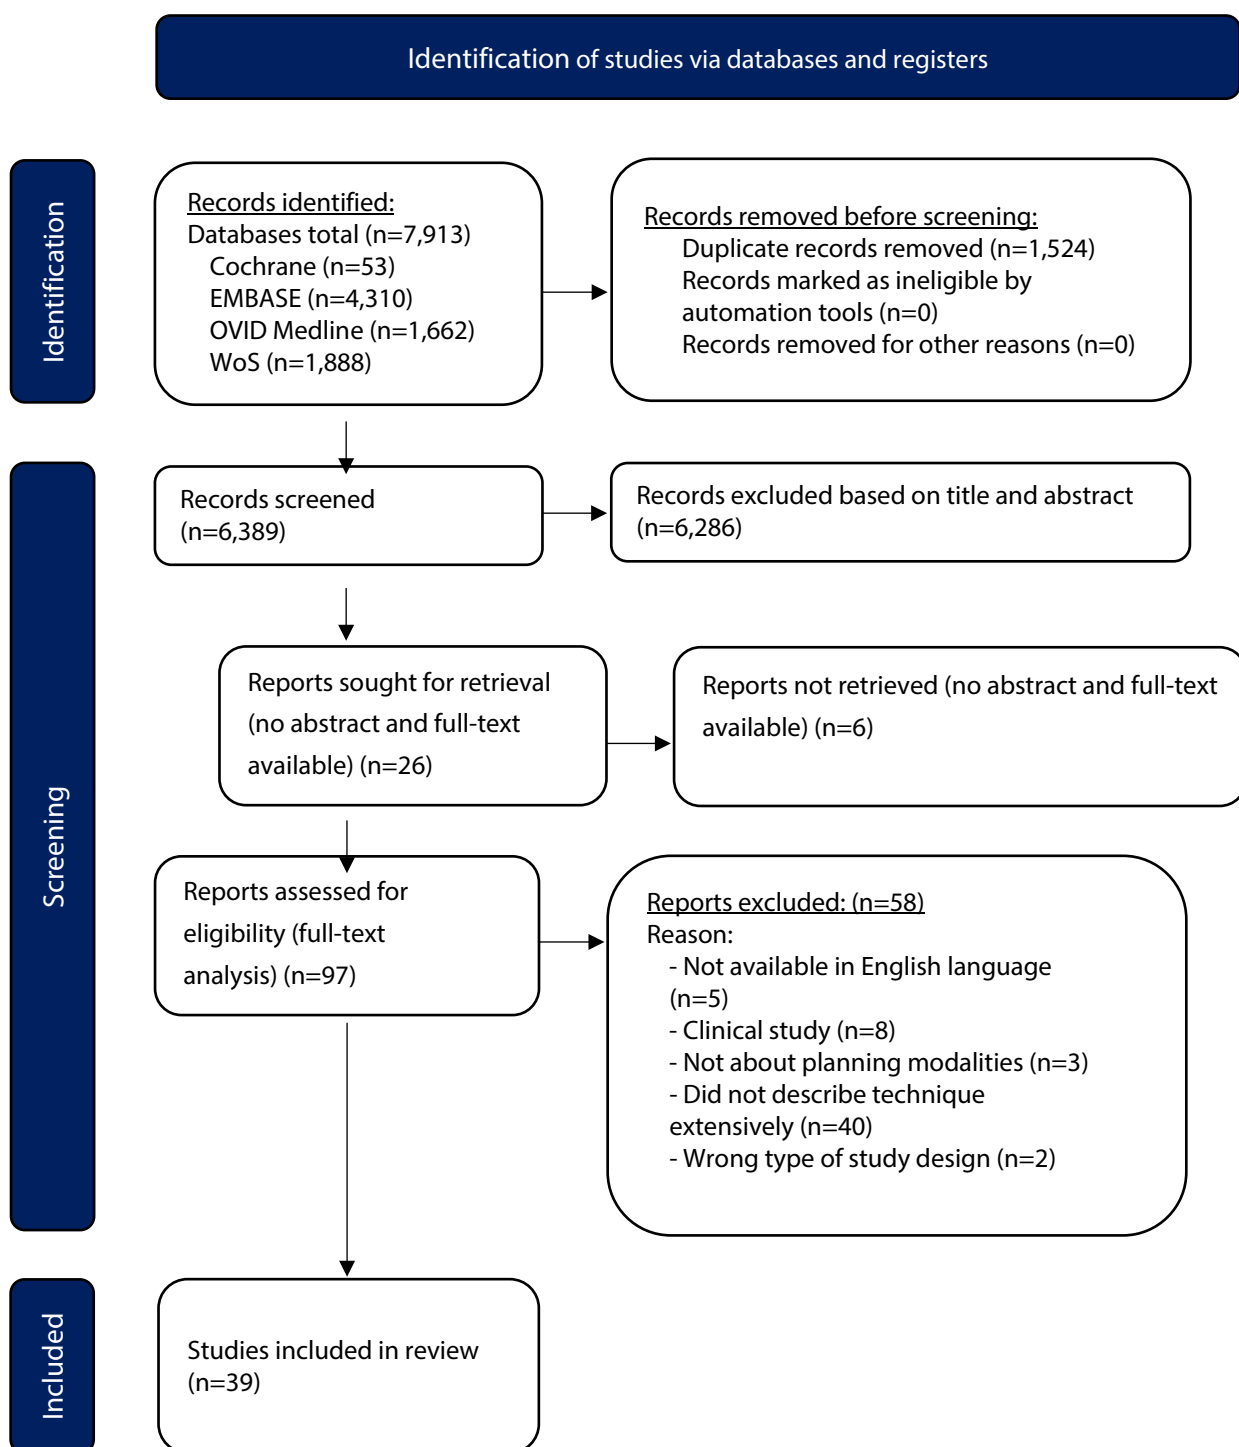 Identification of studies via databases and registers
Identification
Records identified:
Databases total (n=7,913)
Cochrane (n=53)
EMBASE (n=4,310)
OVID Medline (n=1,662)
WoS (n=1,888)
Records removed before screening:
Duplicate records removed (n=1,524)
Records marked as ineligible by
automation tools (n=0)
Records removed for other reasons (n=0)
Screening
Records screened
(n=6,389)
Records excluded based on title and abstract
(n=6,286)
Reports sought for retrieval
(no abstract and full-text
available) (n=26)
Reports not retrieved (no abstract and full-text
available) (n=6)
Reports assessed for
eligibility (full-text
analysis) (n=97)
Reports excluded: (n=58)
Reason:
- Not available in English language
(n=5)
- Clinical study (n=8)
- Not about planning modalities (n=3)
- Did not describe technique
extensively (n=40)
- Wrong type of study design (n=2)
Included
Studies included in review
(n=39)